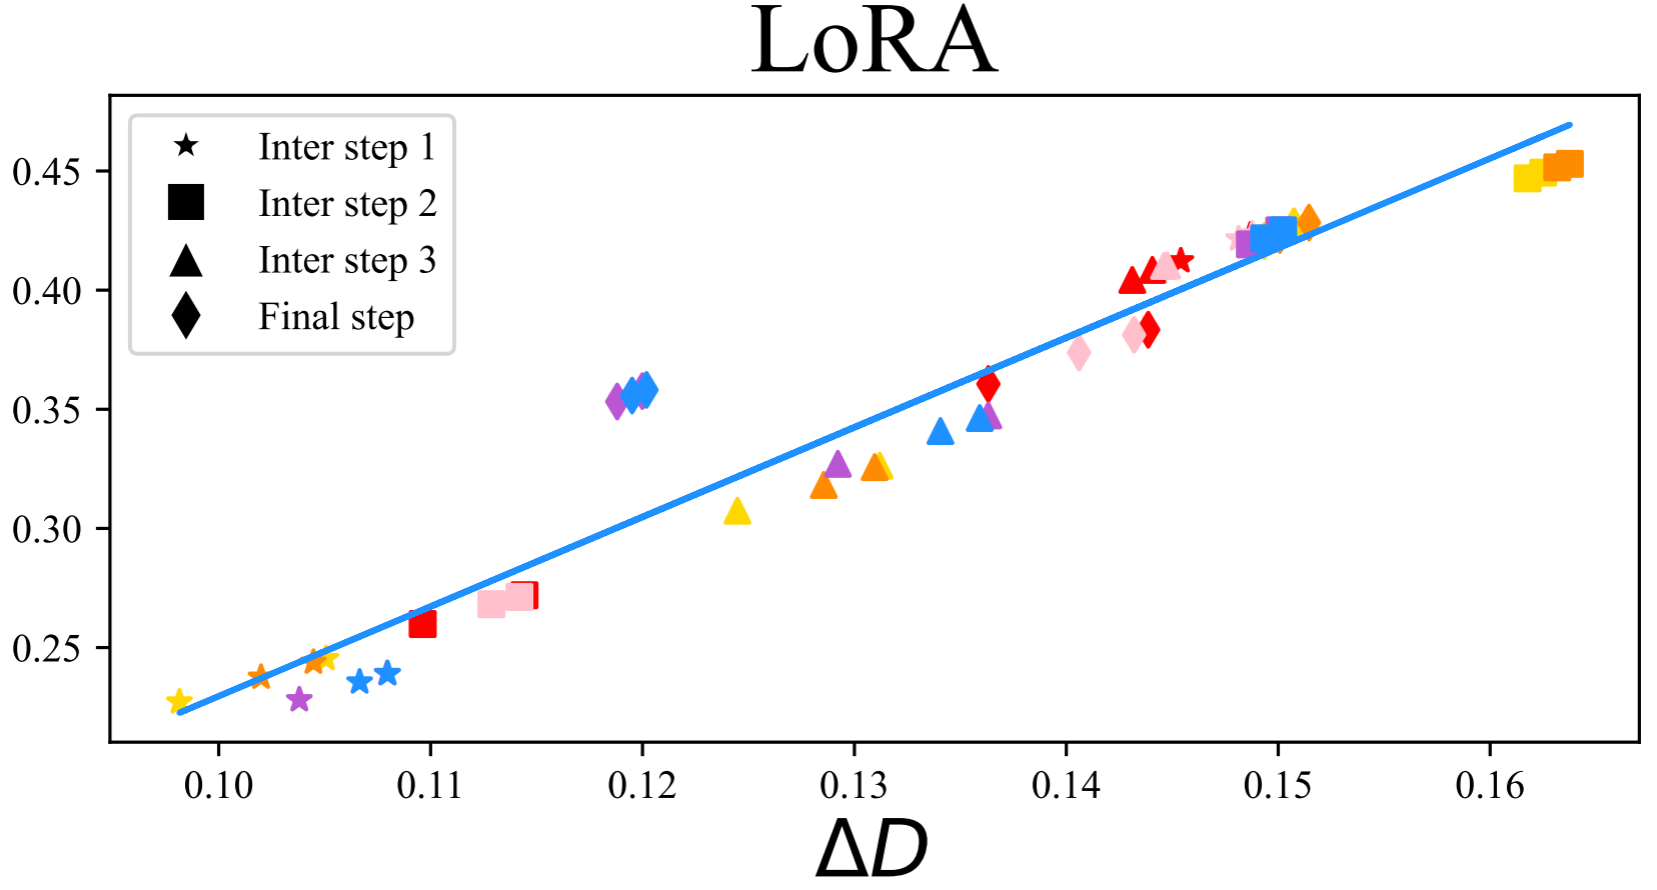 LoRA
Inter step 1
Inter step 2
Inter step 3
Final step
0.45
0.40
0.35
0.30
0.25
0.10 0.11 0.12 0.13 0.14 0.15 0.16
ΔD